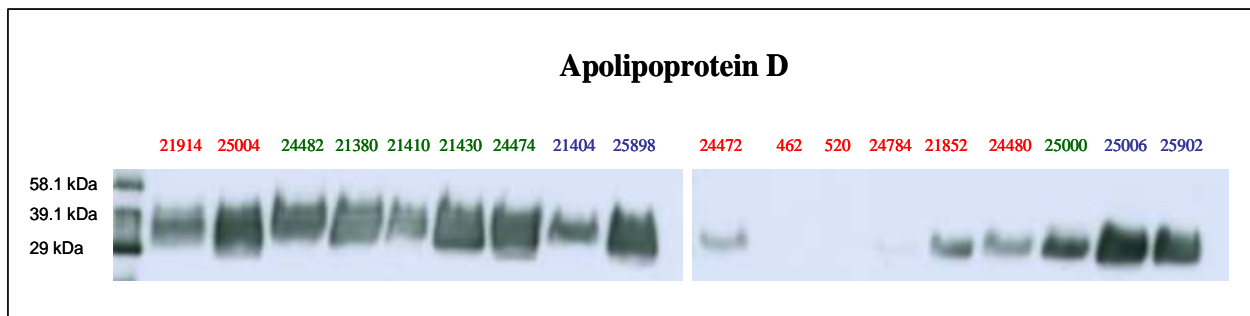 Apolipoprotein D
21914 25004 24482 21380 21410 21430 24474 21404 25898 24472 462 520 24784 21852 24480 25000 25006 25902
58.1 kDa
39.1 kDa
29 kDa